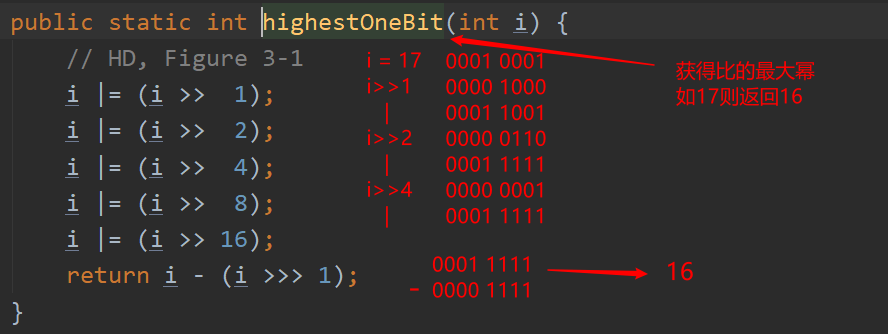 public static int highestOneBit(int i) {
// HD, Figure 3-1
i |= (i >> 1);
i |= (i >> 2);
i |= (i >> 4);
i |= (i >> 8);
i |= (i >> 16);
return i - (i >>> 1);
}
i = 17 0001 0001
i>>1 0000 1000
| 0001 1001
i>>2 0000 0110
| 0001 1111
i>>4 0000 0001
| 0001 1111
0001 1111
- 0000 1111
16
获得比的最大幂
如17则返回16